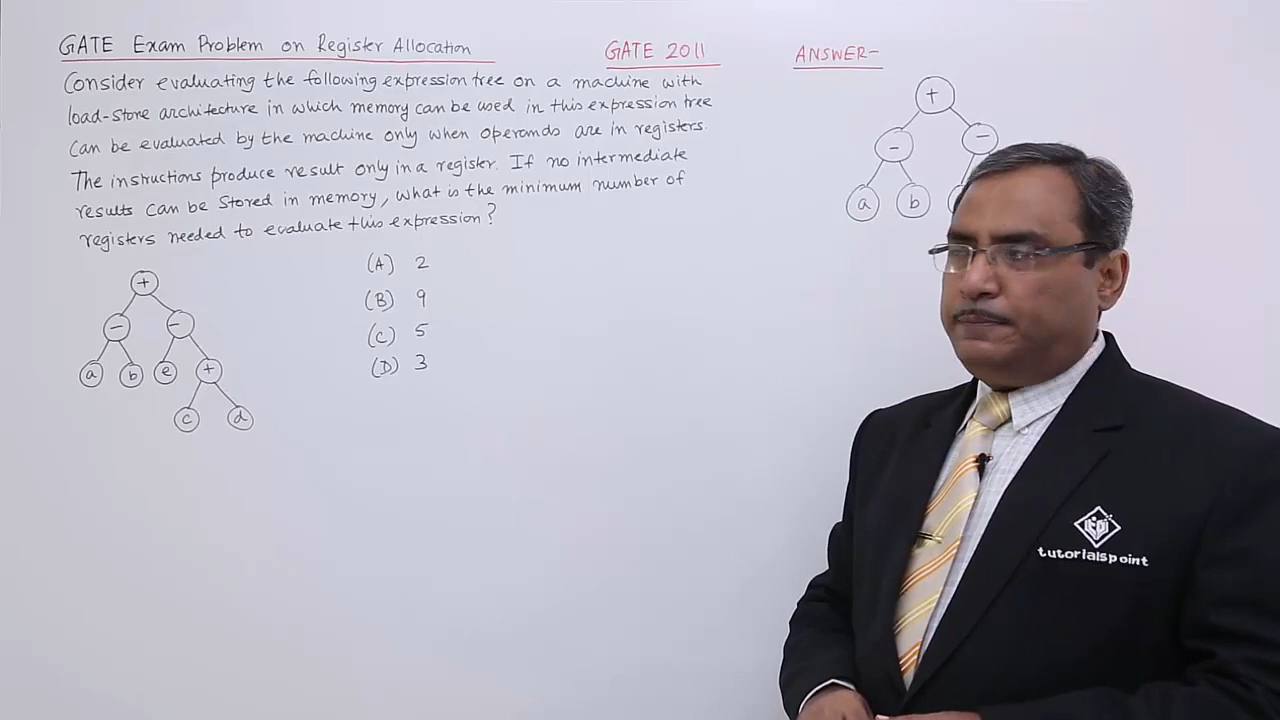 GATE Exam Problem on Register Allocation
GATE 2011
ANSWER-
Consider evaluating the following expression tree on a machine with
load-store architecture in which memory can be used in this expression tree
can be evaluated by the machine only when operands are in registers.
The instructions produce result only in a register. If no intermediate
results can be stored in memory, what is the minimum number of
registers needed to evaluate this expression?
(A) 2
(B) 9
(C) 5
(D) 3
+
- -
a b e +
c d
+
- -
a b
tutorialspoint